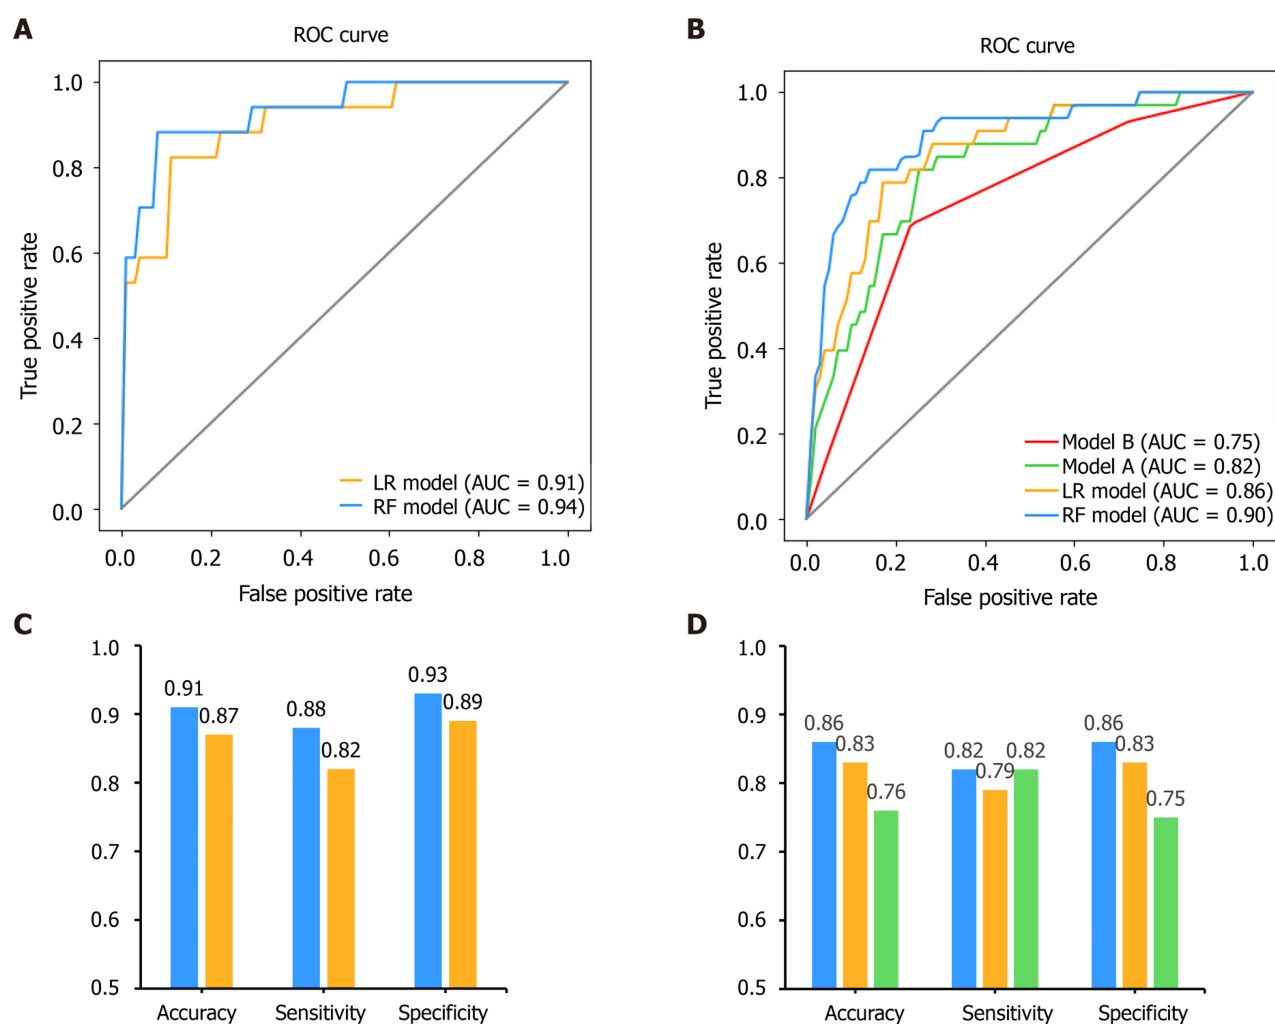 A
ROC curve
1.0
0.8
0.6
0.4
0.2
0.0
True positive rate
LR model (AUC = 0.91)
RF model (AUC = 0.94)
0.0 0.2 0.4 0.6 0.8 1.0
False positive rate
B
ROC curve
1.0
0.8
0.6
0.4
0.2
0.0
True positive rate
Model B (AUC = 0.75)
Model A (AUC = 0.82)
LR model (AUC = 0.86)
RF model (AUC = 0.90)
0.0 0.2 0.4 0.6 0.8 1.0
False positive rate
C
1.0
0.9
0.8
0.7
0.6
0.5
0.91
0.87
0.88
0.82
0.93
0.89
Accuracy Sensitivity Specificity
D
1.0
0.9
0.8
0.7
0.6
0.5
0.86
0.83
0.76
0.82
0.79
0.82
0.86
0.83
0.75
Accuracy Sensitivity Specificity